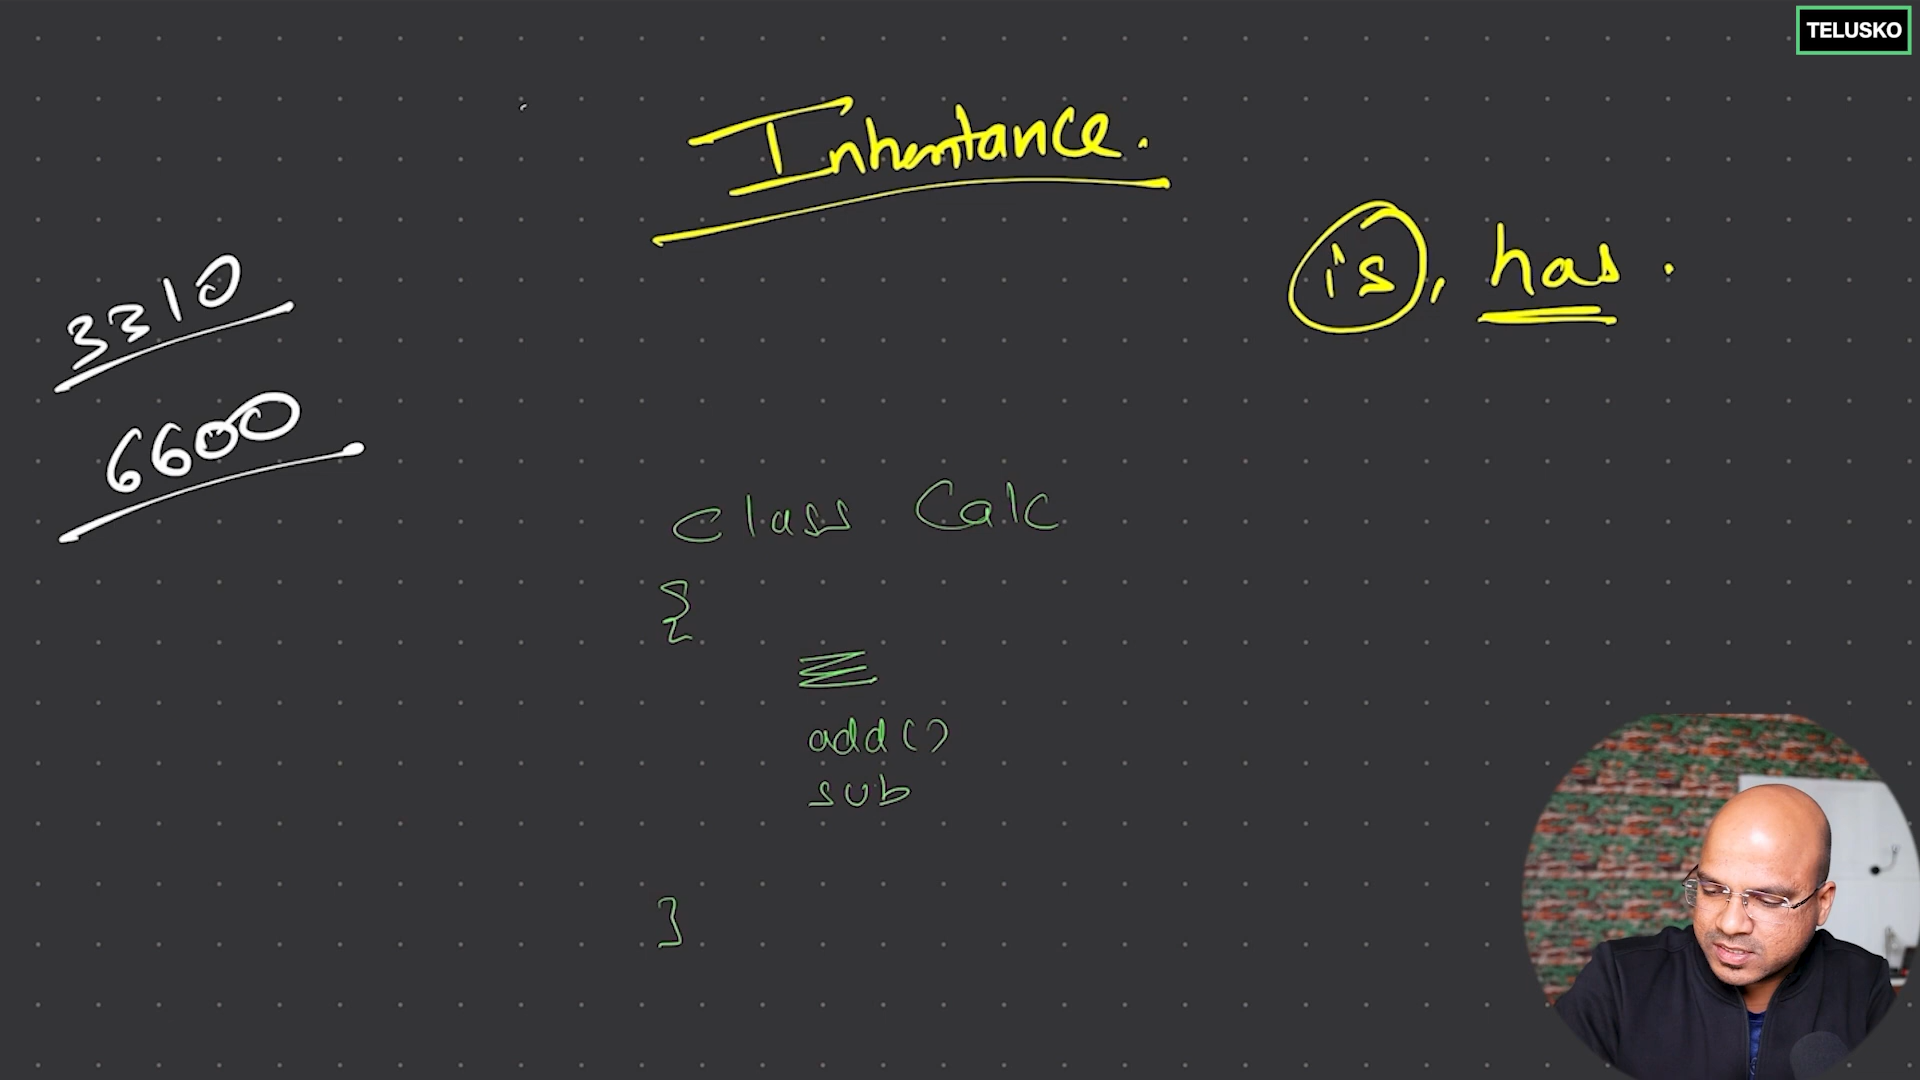 TELUSKO
Inheritance.
is, has.
3310
6600
class Calc
{
add()
sub
}